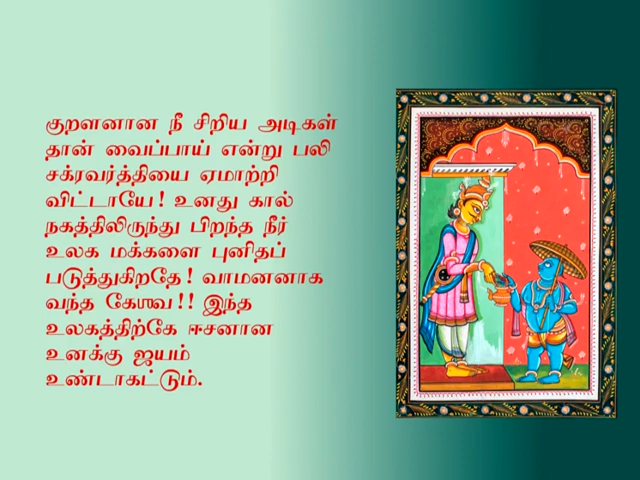 குறளனான நீ சிறிய அடிகள்
தான் வைப்பாய் என்று பலி
சக்ரவர்த்தியை ஏமாற்றி
விட்டாயே! உனது கால்
நகத்திலிருந்து பிறந்த நீர்
உலக மக்களை புனிதப்
படுத்துகிறதே! வாமனனாக
வந்த கேஶவ!! இந்த
உலகத்திற்கே ஈசனான
உனக்கு ஜயம்
உண்டாகட்டும்.